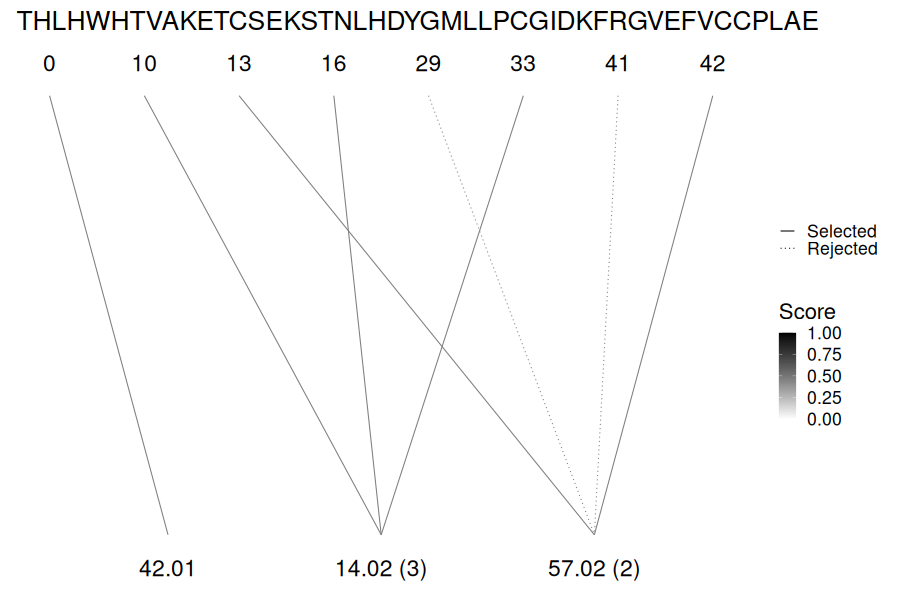 THLHWHTVAKETCSEKSTNLHDYGMLLPCGIDKFRGVEFVCCPLAE
0 10 13 16 29 33 41 42
Selected
Rejected
Score
1.00
0.75
0.50
0.25
0.00
42.01 14.02 (3) 57.02 (2)